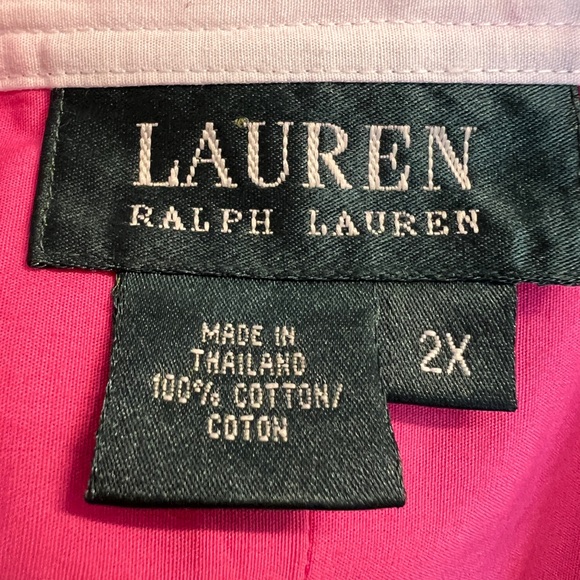 LAUREN
RALPH LAUREN
MADE IN
THAILAND
100% COTTON/
COTON
2X